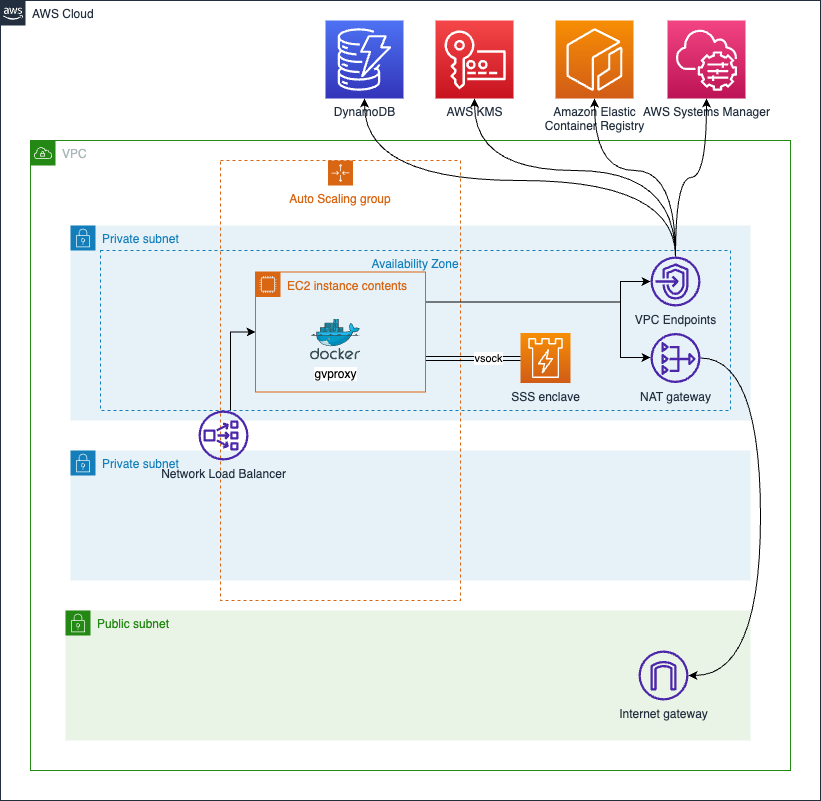 aws
AWS Cloud
DynamoDB
AWS KMS
Amazon Elastic
Container Registry
AWS Systems Manager
VPC
Auto Scaling group
Private subnet
Availability Zone
EC2 instance contents
docker
gvproxy
vsock
SSS enclave
VPC Endpoints
NAT gateway
Private subnet
Network Load Balancer
Public subnet
Internet gateway